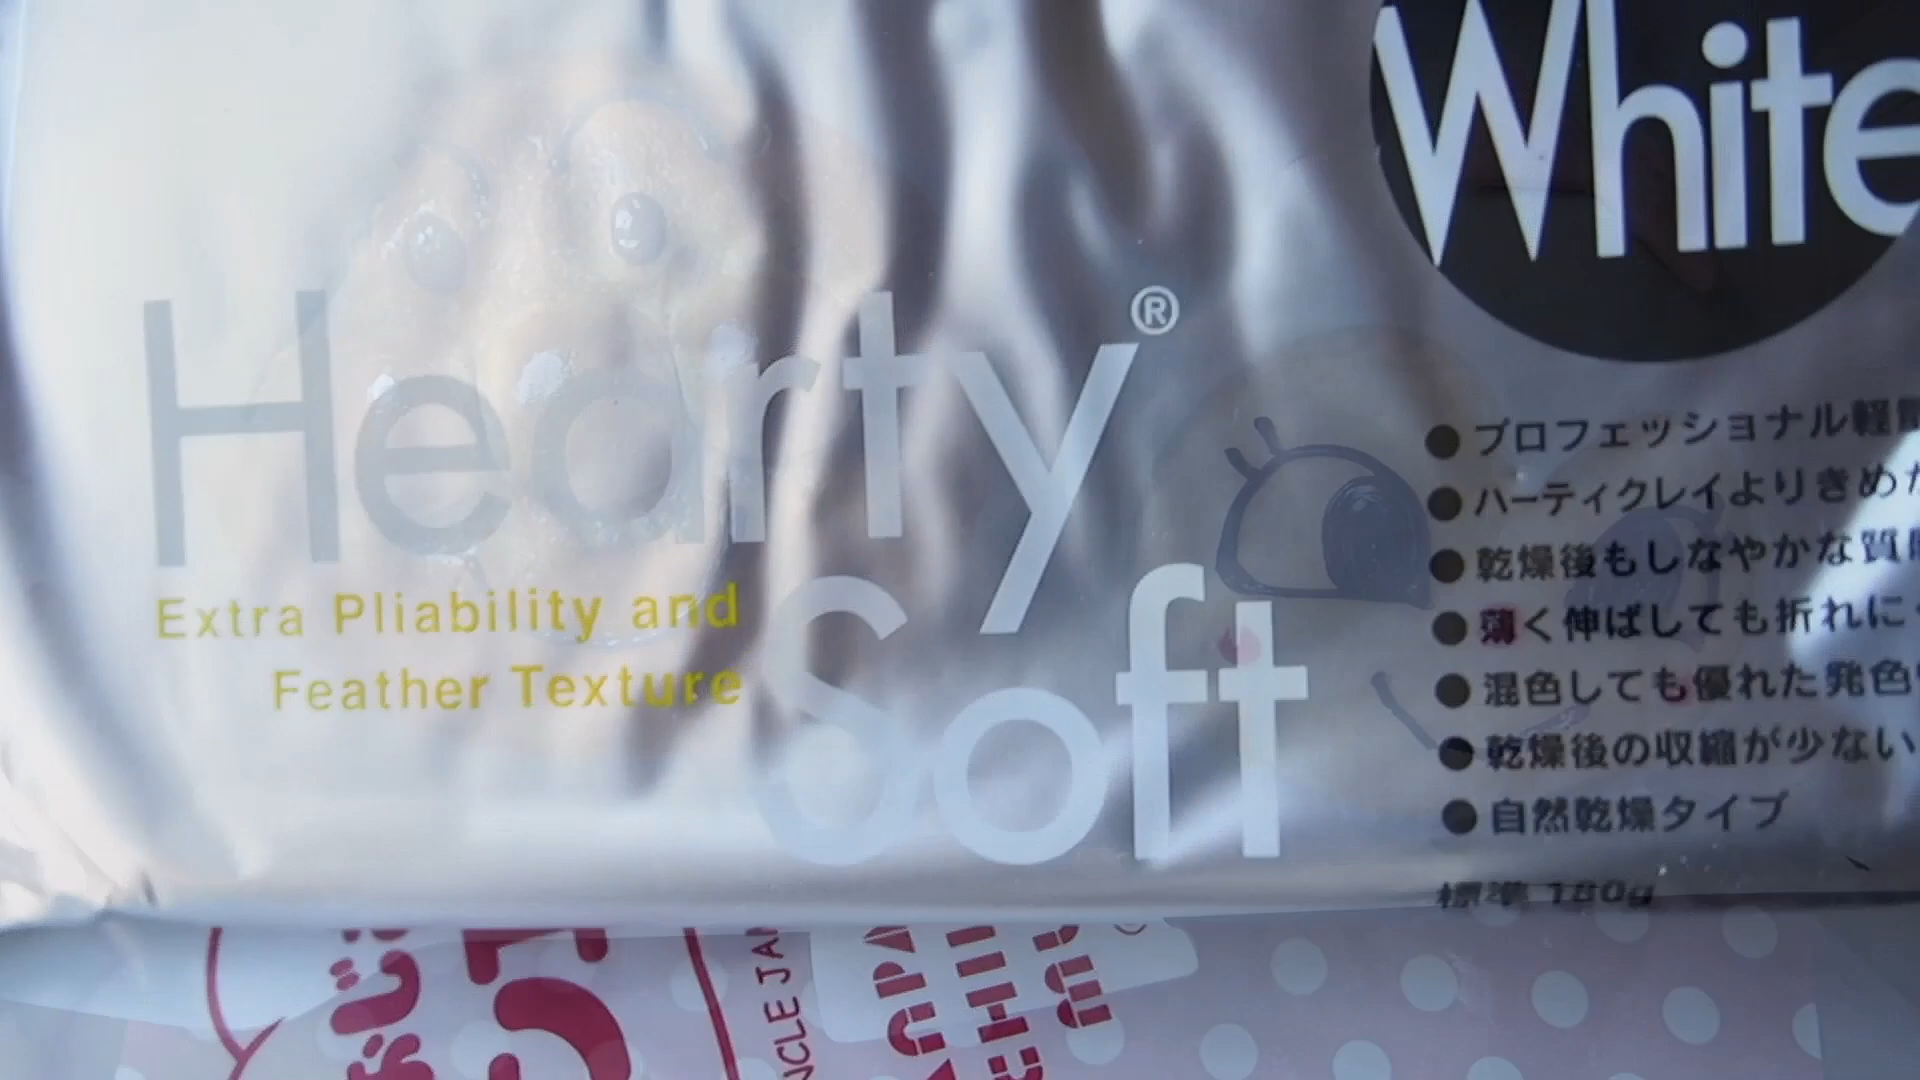 White
Hearty®
Soft
Extra Pliability and
Feather Texture
●プロフェッショナル軽量
●ハーティクレイよりきめ
●乾燥後もしなやかな質
●薄く伸ばしても折れに
●混色しても優れた発色
●乾燥後の収縮が少ない
●自然乾燥タイプ
標準 180g